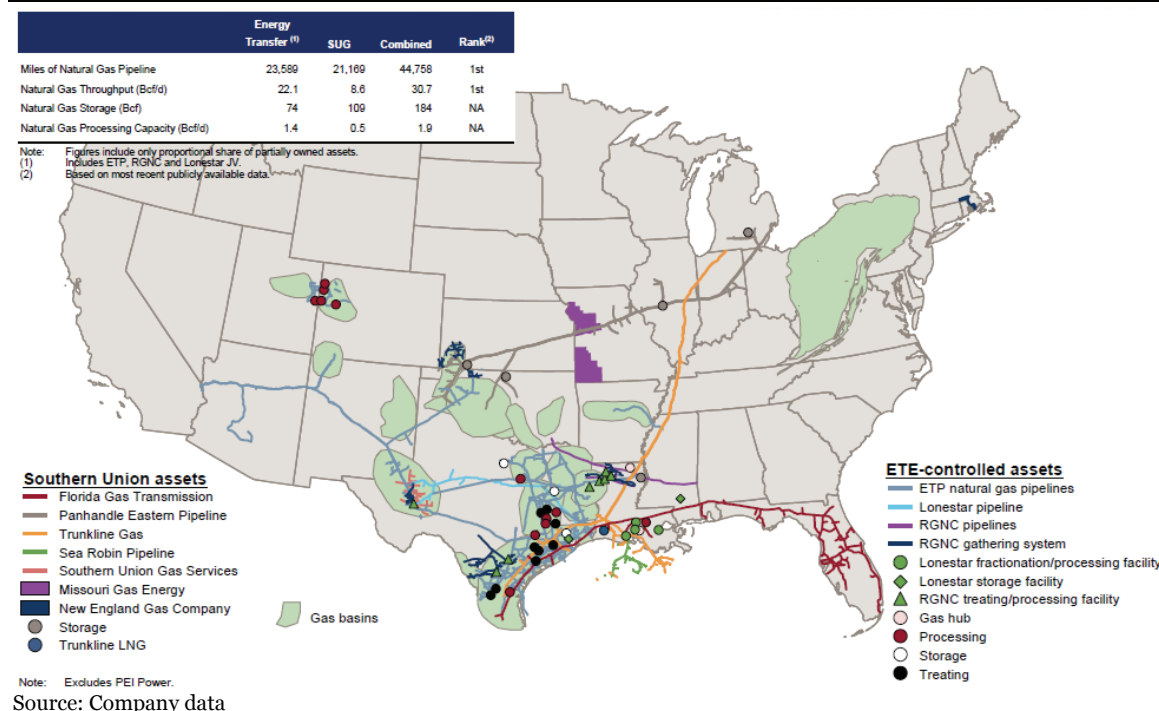 Energy
Transfer (1) SUG Combined Rank(2)
Miles of Natural Gas Pipeline 23,589 21,169 44,758 1st
Natural Gas Throughput (Bcf/d) 22.1 8.6 30.7 1st
Natural Gas Storage (Bcf) 74 109 184 NA
Natural Gas Processing Capacity (Bcf/d) 1.4 0.5 1.9 NA
Note: Figures include only proportional share of partially owned assets.
(1) Includes ETP, RGNC and Lonestar JV.
(2) Based on most recent publicly available data.
Southern Union assets
Florida Gas Transmission
Panhandle Eastern Pipeline
Trunkline Gas
Sea Robin Pipeline
Southern Union Gas Services
Missouri Gas Energy
New England Gas Company
Storage
Trunkline LNG
Gas basins
ETE-controlled assets
ETP natural gas pipelines
Lonestar pipeline
RGNC pipelines
RGNC gathering system
Lonestar fractionation/processing facility
Lonestar storage facility
RGNC treating/processing facility
Gas hub
Processing
Storage
Treating
Note: Excludes PEI Power.
Source: Company data